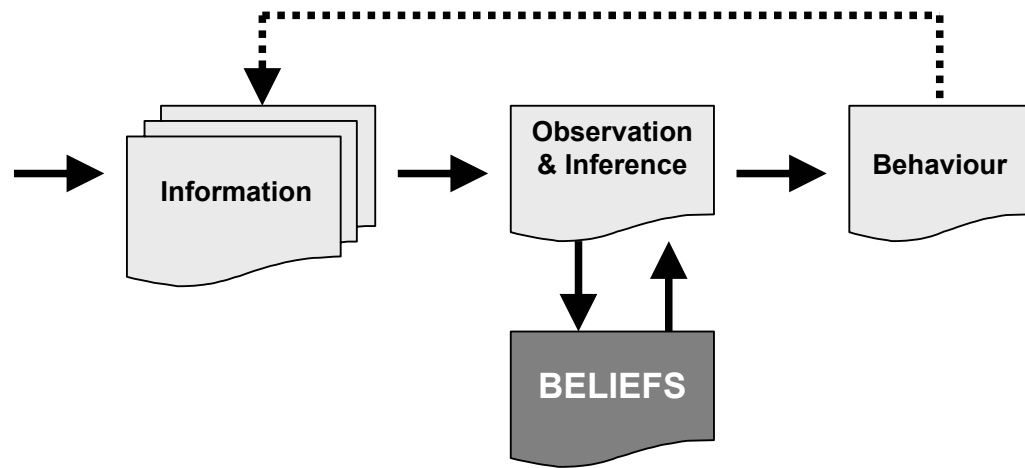 Information
Observation
& Inference
Behaviour
BELIEFS